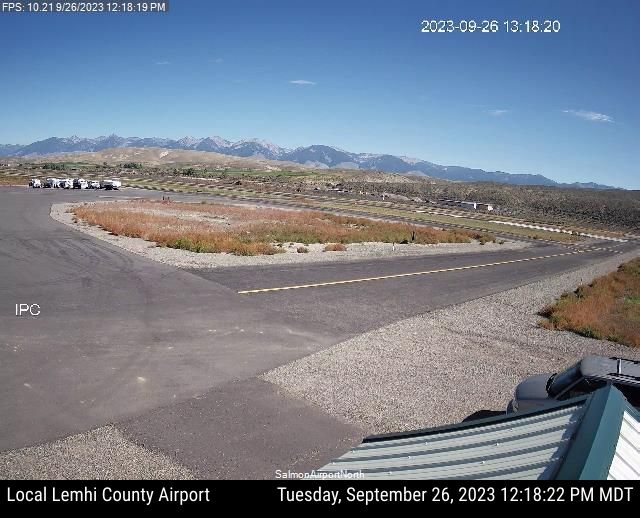 FPS: 10.21 9/26/2023 12:18:19 PM
2023-09-26 13:18:20
IPC
SalmonAirportNorth
Local Lemhi County Airport Tuesday, September 26, 2023 12:18:22 PM MDT